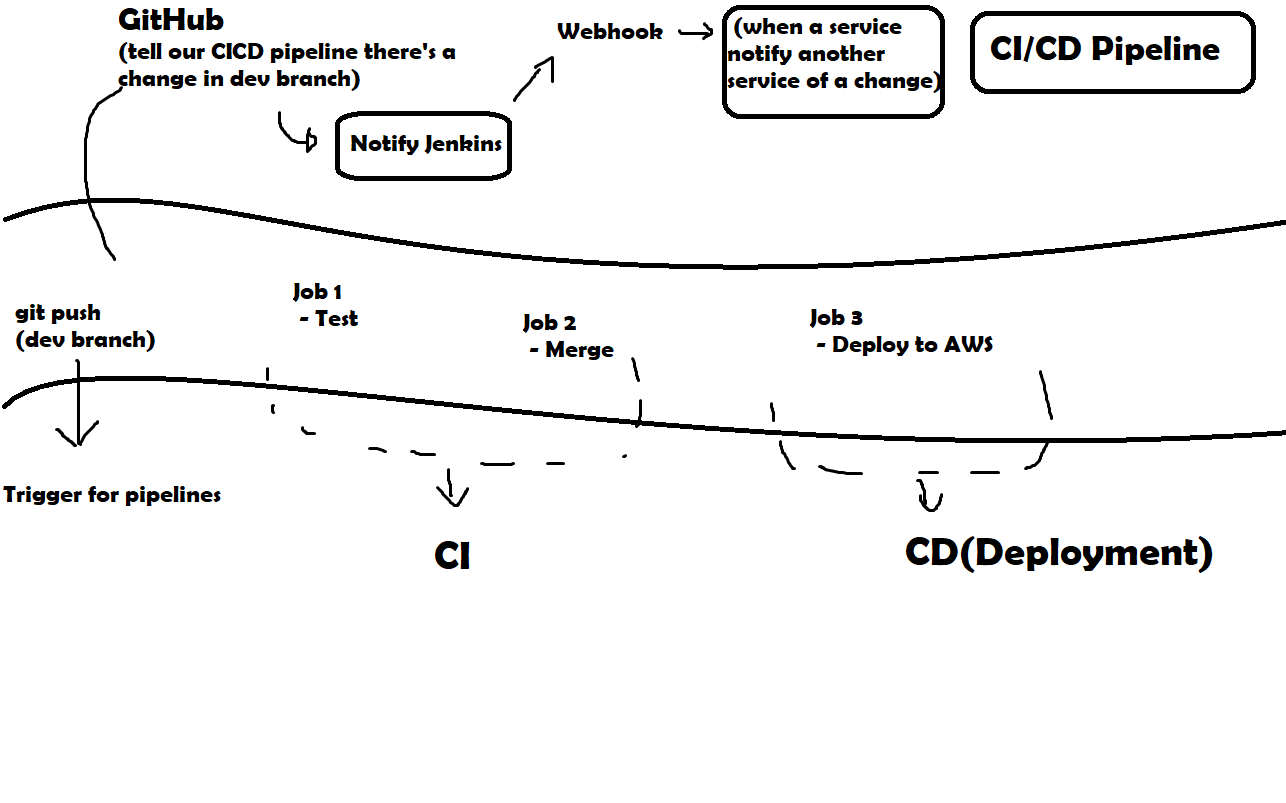 GitHub
(tell our CICD pipeline there's a
change in dev branch)
Notify Jenkins
Webhook
(when a service
notify another
service of a change)
CI/CD Pipeline
git push
(dev branch)
Job 1
- Test
Job 2
- Merge
Job 3
- Deploy to AWS
Trigger for pipelines
CI
CD(Deployment)